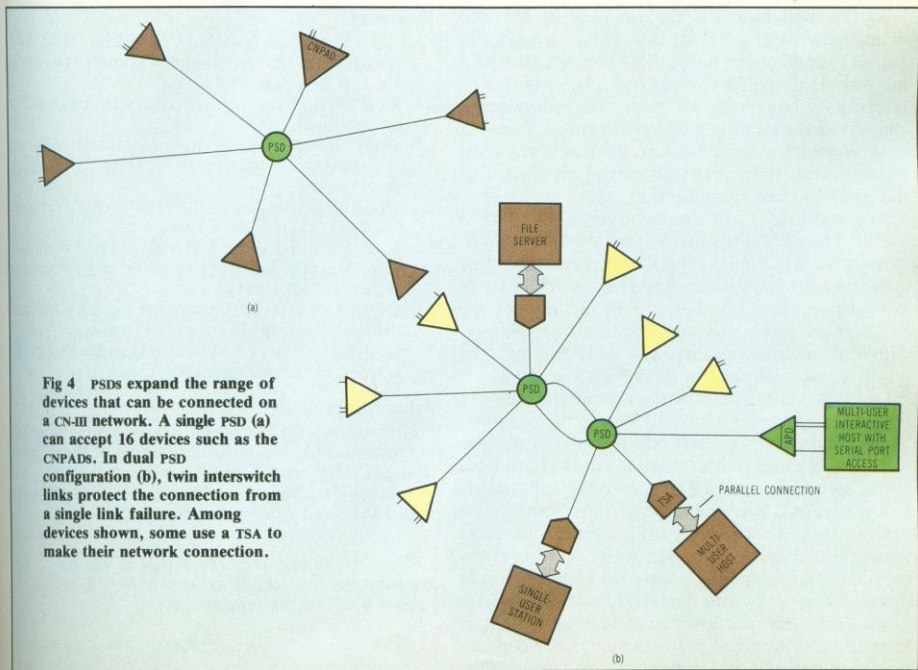 CNPAD
PSD
(a)
FILE
SERVER
PSD
PSD
APD
MULTI-USER
INTERACTIVE
HOST WITH
SERIAL PORT
ACCESS
TSA
PARALLEL CONNECTION
MULTI-
USER
HOST
SINGLE-
USER
STATION
(b)
Fig 4 PSDs expand the range of
devices that can be connected on
a CN-III network. A single PSD (a)
can accept 16 devices such as the
CNPADs. In dual PSD
configuration (b), twin interswitch
links protect the connection from
a single link failure. Among
devices shown, some use a TSA to
make their network connection.